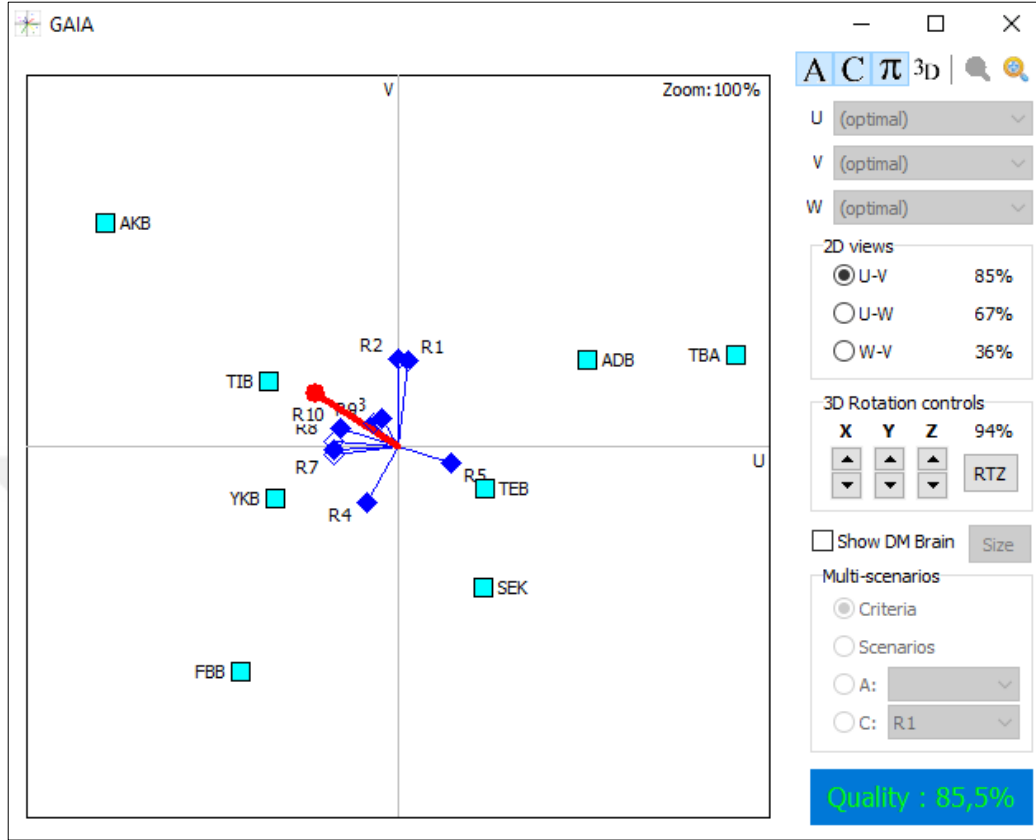 GAIA
V
Zoom: 100%
A C π 3D
U (optimal)
V (optimal)
W (optimal)
2D views
U-V 85%
U-W 67%
W-V 36%
3D Rotation controls
X Y Z 94%
RTZ
Show DM Brain Size
Multi-scenarios
Criteria
Scenarios
A:
C: R1
Quality : 85,5%
AKB
R2 R1
ADB TBA
TIB
R10 R9 3
R8
U
R7
R5
TEB
YKB
R4
SEK
FBB